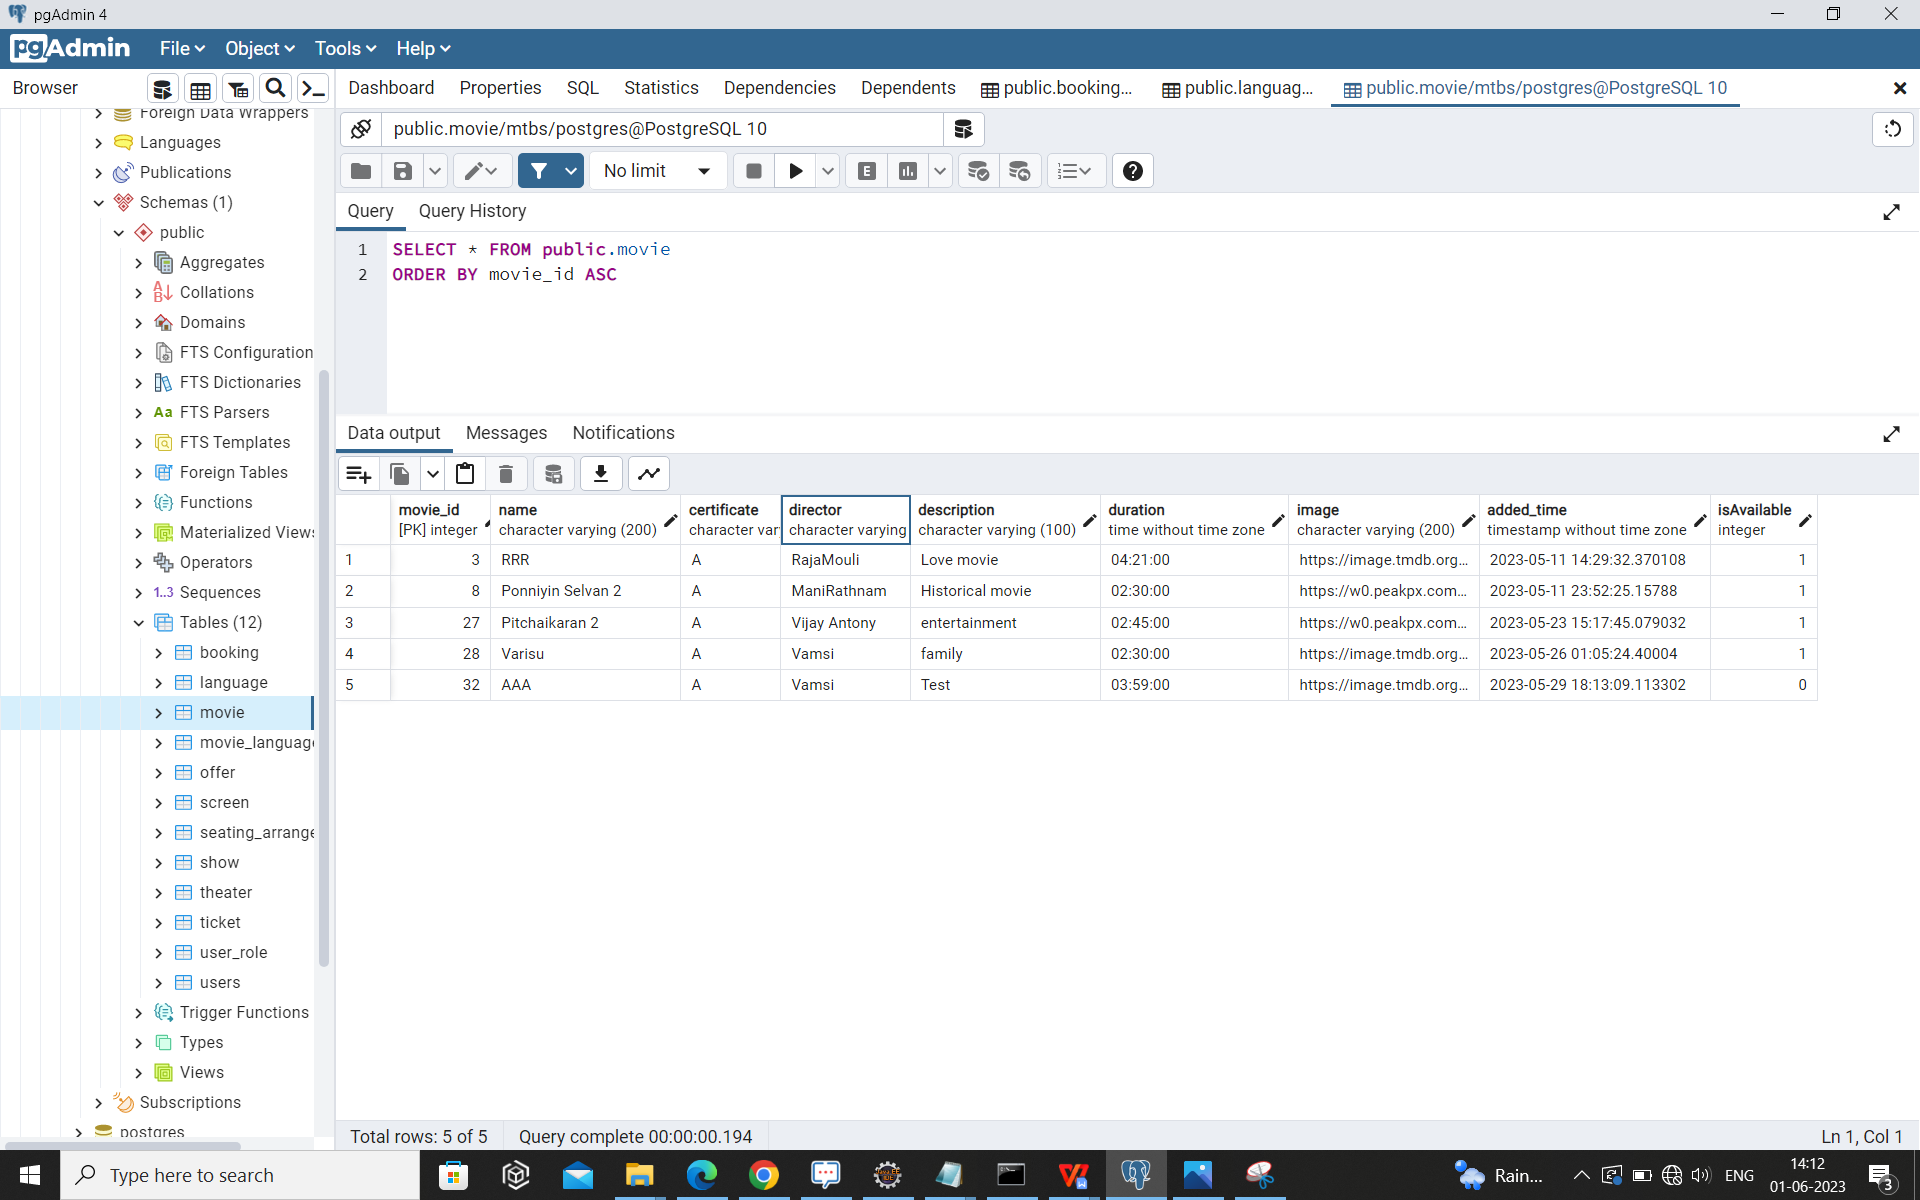 pgAdmin 4
pgAdmin
File
Object
Tools
Help
Browser
Dashboard
Properties
SQL
Statistics
Dependencies
Dependents
public.booking...
public.languag...
public.movie/mtbs/postgres@PostgreSQL 10
Foreign Data Wrappers
Languages
Publications
Schemas (1)
public
Aggregates
Collations
Domains
FTS Configuration
FTS Dictionaries
Aa FTS Parsers
FTS Templates
Foreign Tables
Functions
Materialized Views
Operators
1..3 Sequences
Tables (12)
booking
language
movie
movie_language
offer
screen
seating_arrange
show
theater
ticket
user_role
users
Trigger Functions
Types
Views
Subscriptions
postgres
public.movie/mtbs/postgres@PostgreSQL 10
No limit
E
Query
Query History
1 SELECT * FROM public.movie
2 ORDER BY movie_id ASC
Data output
Messages
Notifications
movie_id name certificate director description duration image added_time isAvailable
[PK] integer character varying (200) character var character varying character varying (100) time without time zone character varying (200) timestamp without time zone integer
1 3 RRR A RajaMouli Love movie 04:21:00 https://image.tmdb.org... 2023-05-11 14:29:32.370108 1
2 8 Ponniyin Selvan 2 A ManiRathnam Historical movie 02:30:00 https://w0.peakpx.com... 2023-05-11 23:52:25.15788 1
3 27 Pitchaikaran 2 A Vijay Antony entertainment 02:45:00 https://w0.peakpx.com... 2023-05-23 15:17:45.079032 1
4 28 Varisu A Vamsi family 02:30:00 https://image.tmdb.org... 2023-05-26 01:05:24.40004 1
5 32 AAA A Vamsi Test 03:59:00 https://image.tmdb.org... 2023-05-29 18:13:09.113302 0
Total rows: 5 of 5
Query complete 00:00:00.194
Ln 1, Col 1
Type here to search
Rain...
ENG
14:12
01-06-2023
3